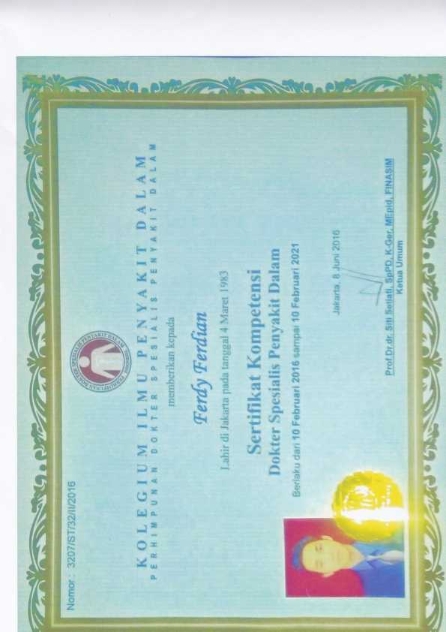 Nomor : 3207/ST/32/II/2016
KOLEGIUM ILMU PENYAKIT DALAM
PERHIMPUNAN DOKTER SPESIALIS PENYAKIT DALAM
memberikan kepada
Ferdy Ferdian
Lahir di Jakarta pada tanggal 4 Maret 1983
Sertifikat Kompetensi
Dokter Spesialis Penyakit Dalam
Berlaku dari 10 Februari 2016 sampai 10 Februari 2021
Jakarta, 8 Juni 2016
Prof.Dr.dr. Siti Setiati, SpPD, K-Ger, MEpid, FINASIM
Ketua Umum